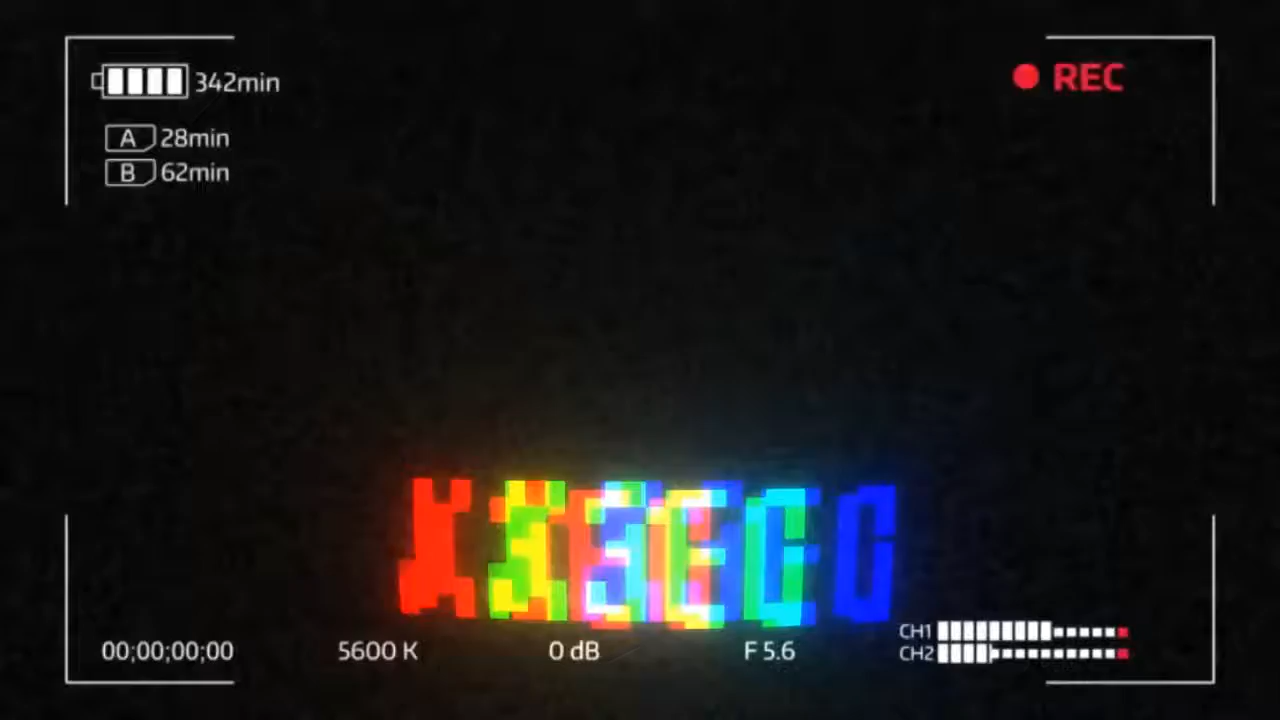 342min
REC
A 28min
B 62min
CH1
00;00;00;00 5600 K 0 dB F 5.6
CH2